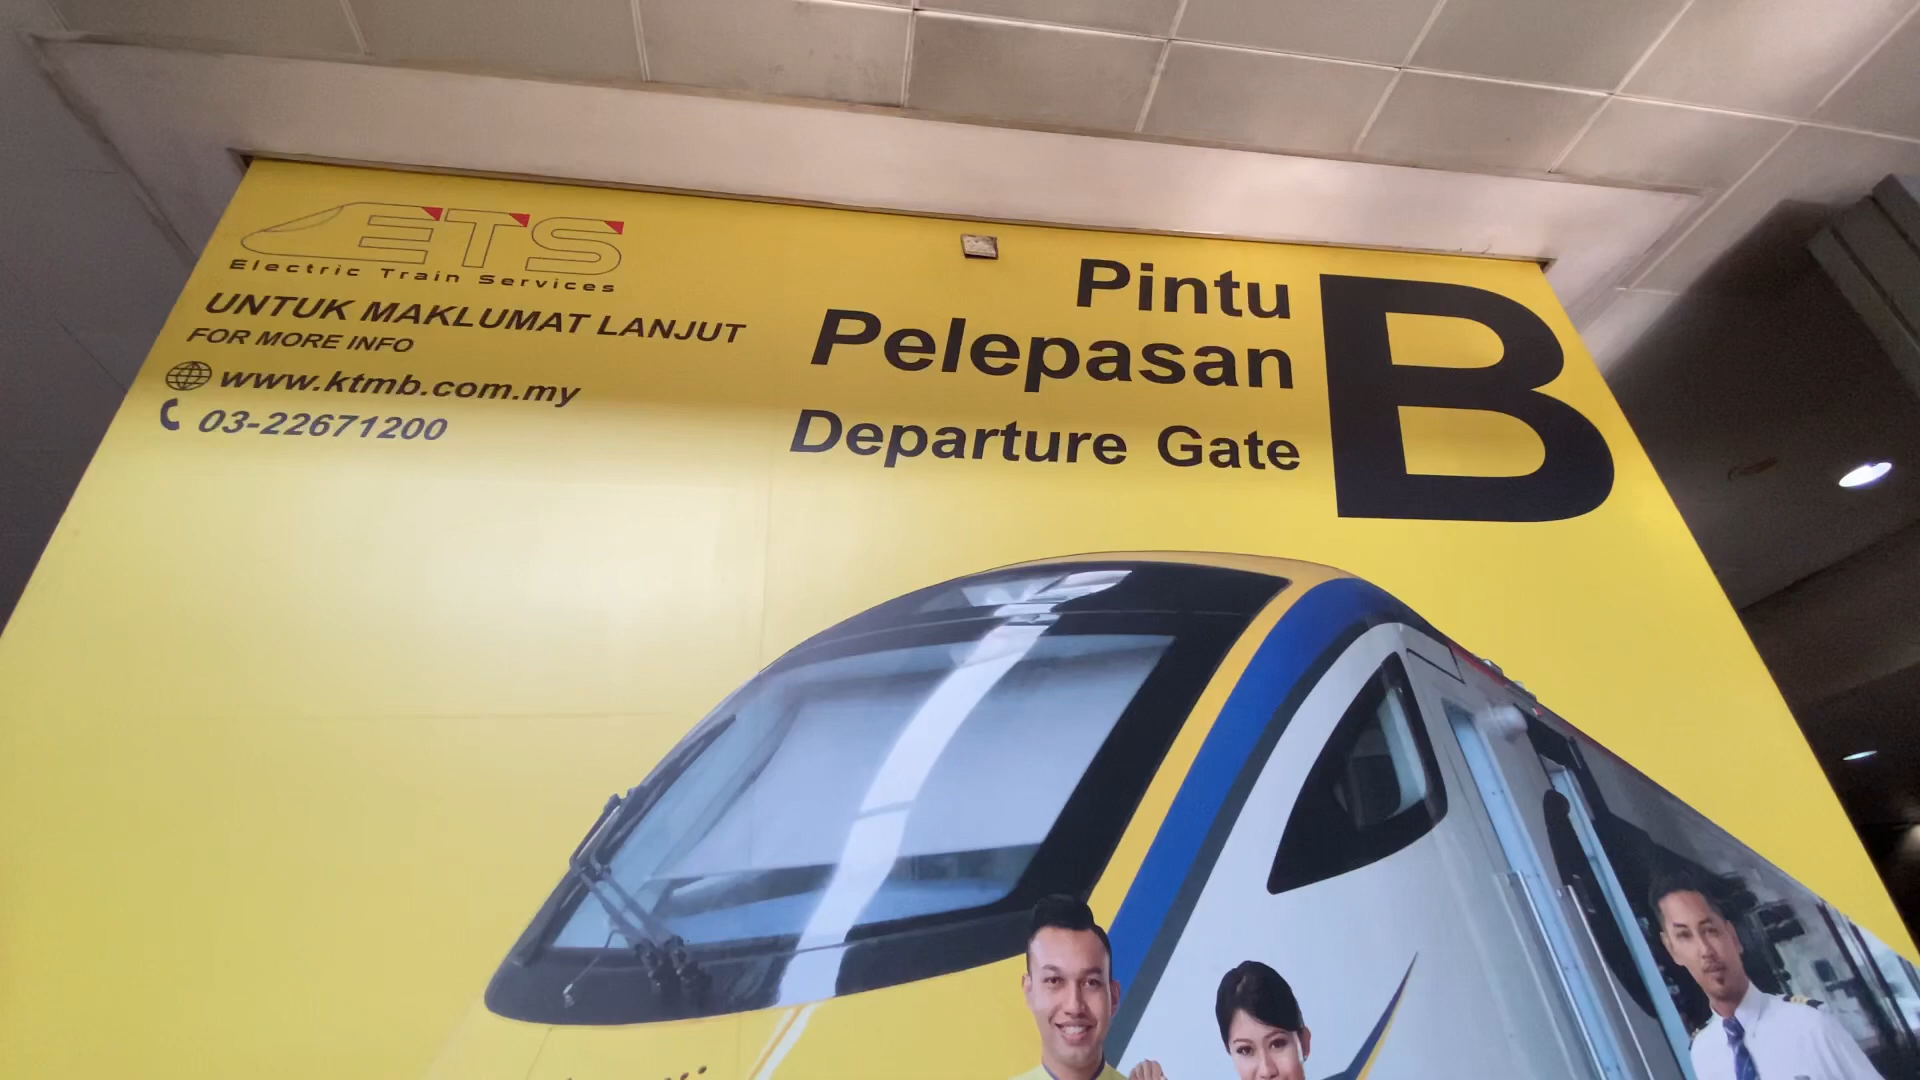 ETS
Electric Train Services
UNTUK MAKLUMAT LANJUT
FOR MORE INFO
www.ktmb.com.my
03-22671200
Pintu
Pelepasan
Departure Gate
B